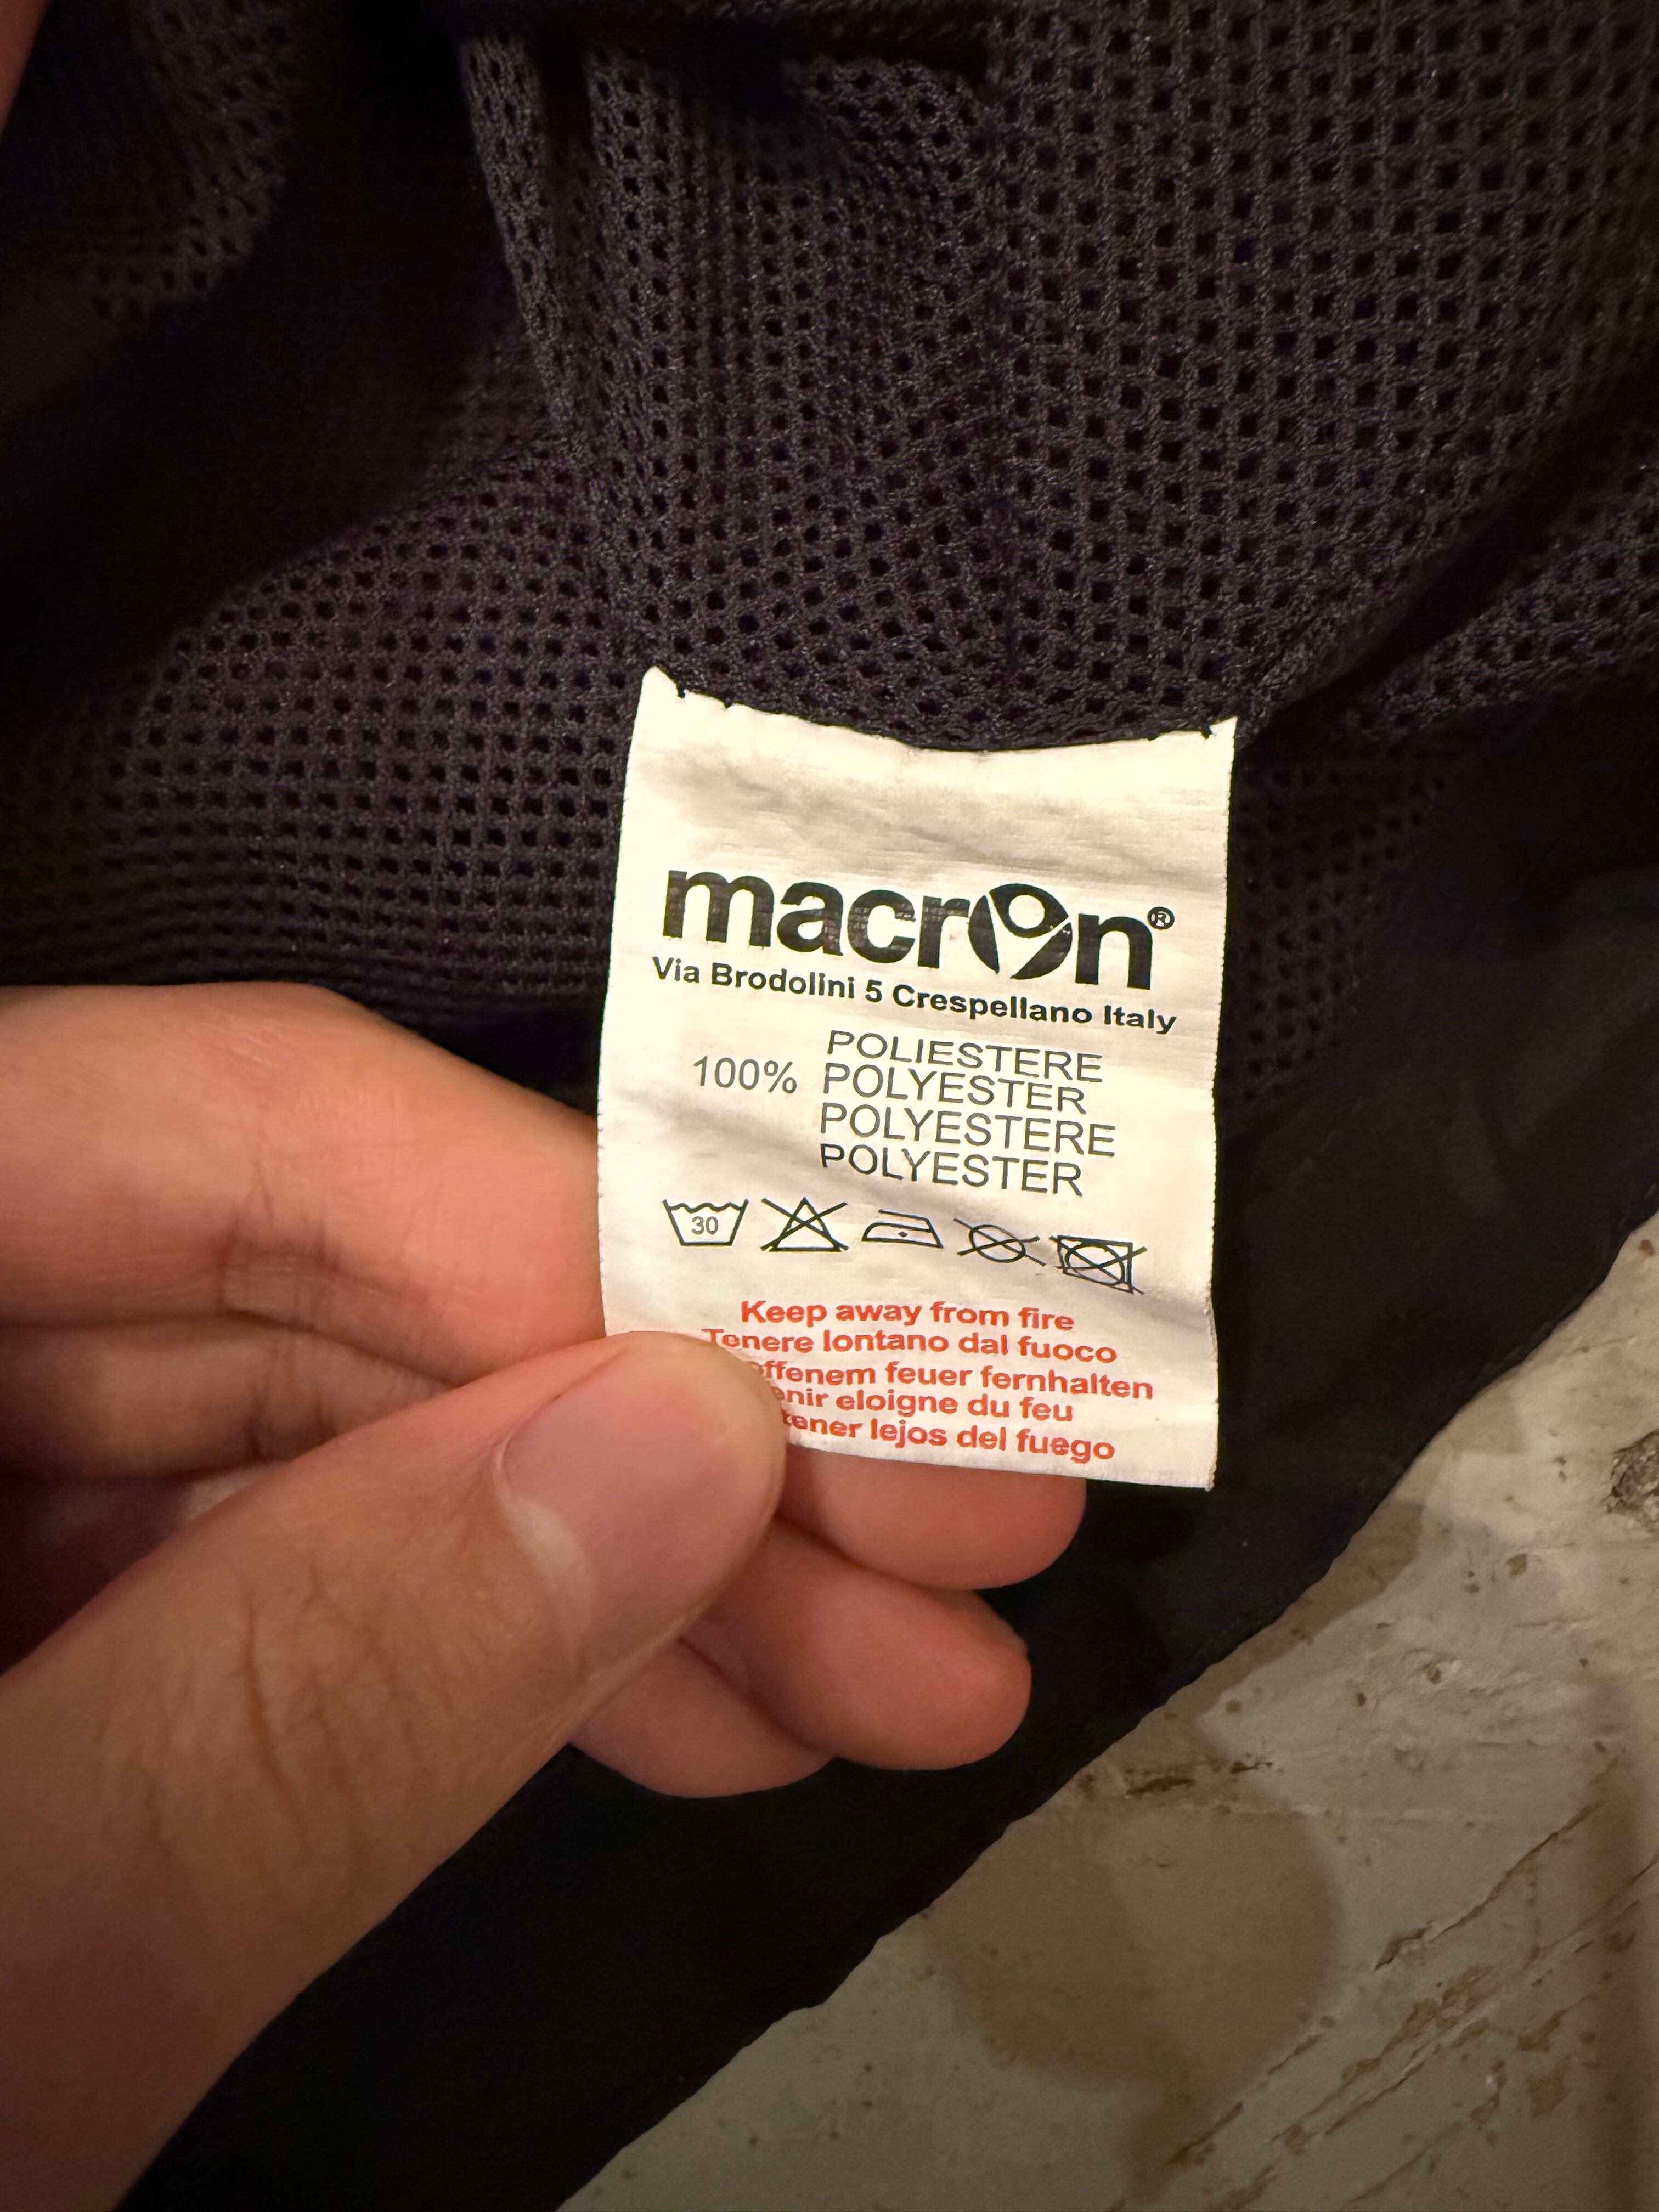 macron®
Via Brodolini 5 Crespellano Italy
POLIESTERE
100% POLYESTER
POLYESTERE
POLYESTER
30
Keep away from fire
Tenere lontano dal fuoco
feuer fernhalten
eloigne du feu
lejos del fuego